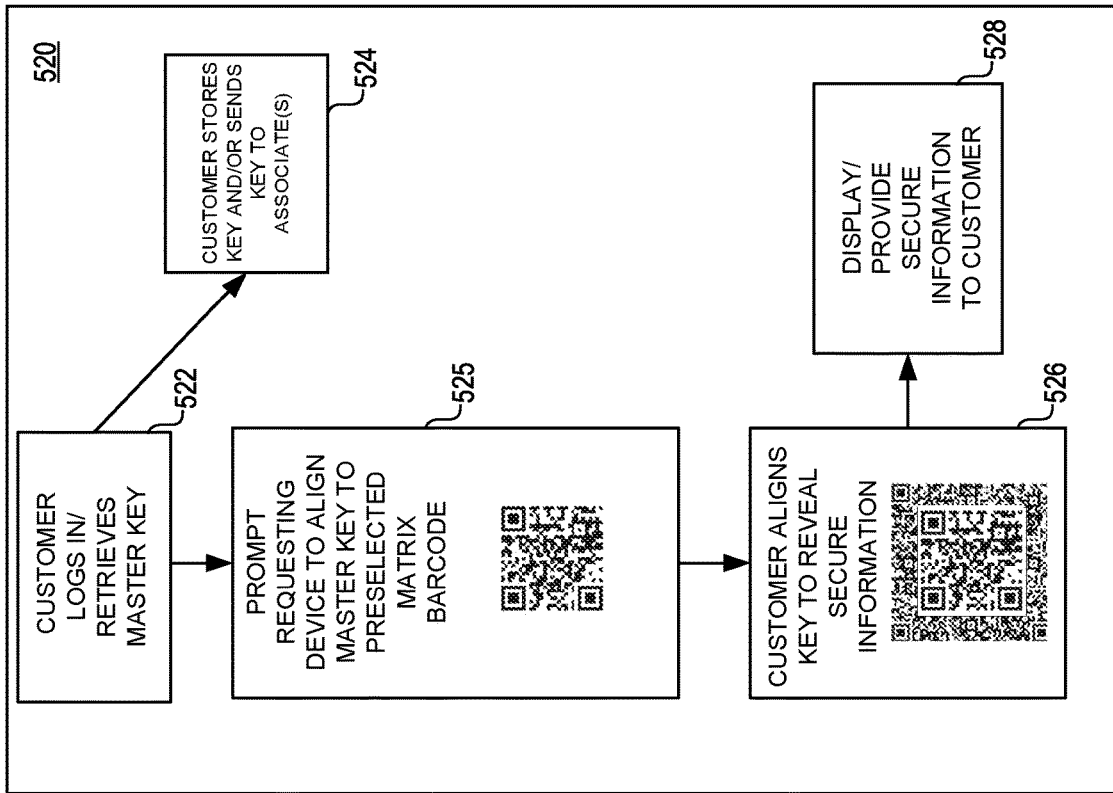 520
CUSTOMER
LOGS IN/
RETRIEVES
MASTER KEY
522
CUSTOMER STORES
KEY AND/OR SENDS
KEY TO
ASSOCIATE(S)
524
PROMPT
REQUESTING
DEVICE TO ALIGN
MASTER KEY TO
PRESELECTED
MATRIX
BARCODE
525
CUSTOMER ALIGNS
KEY TO REVEAL
SECURE
INFORMATION
526
DISPLAY/
PROVIDE
SECURE
INFORMATION
TO CUSTOMER
528